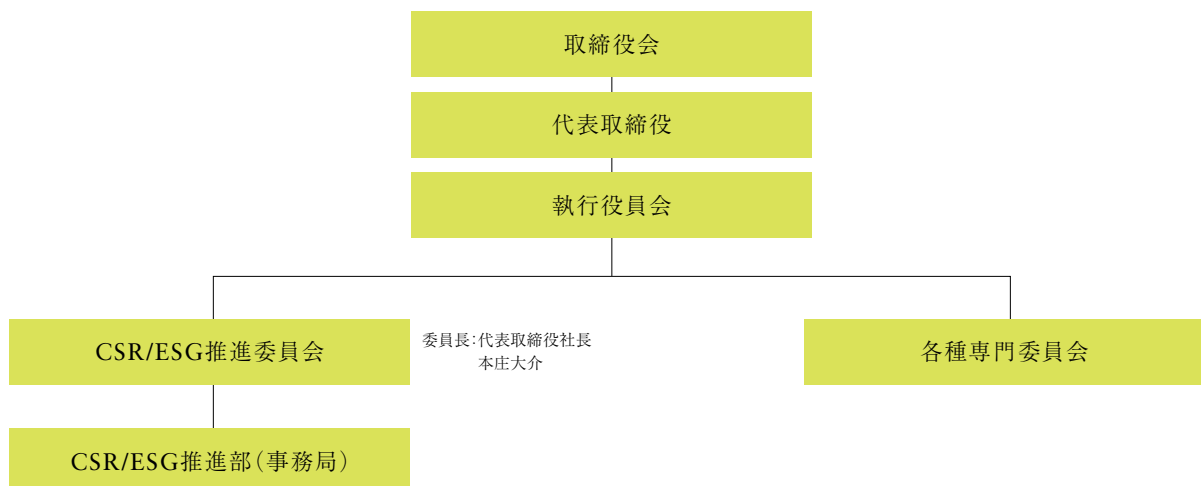 取締役会
代表取締役
執行役員会
CSR/ESG推進委員会
委員長:代表取締役社長
本庄大介
各種専門委員会
CSR/ESG推進部(事務局)